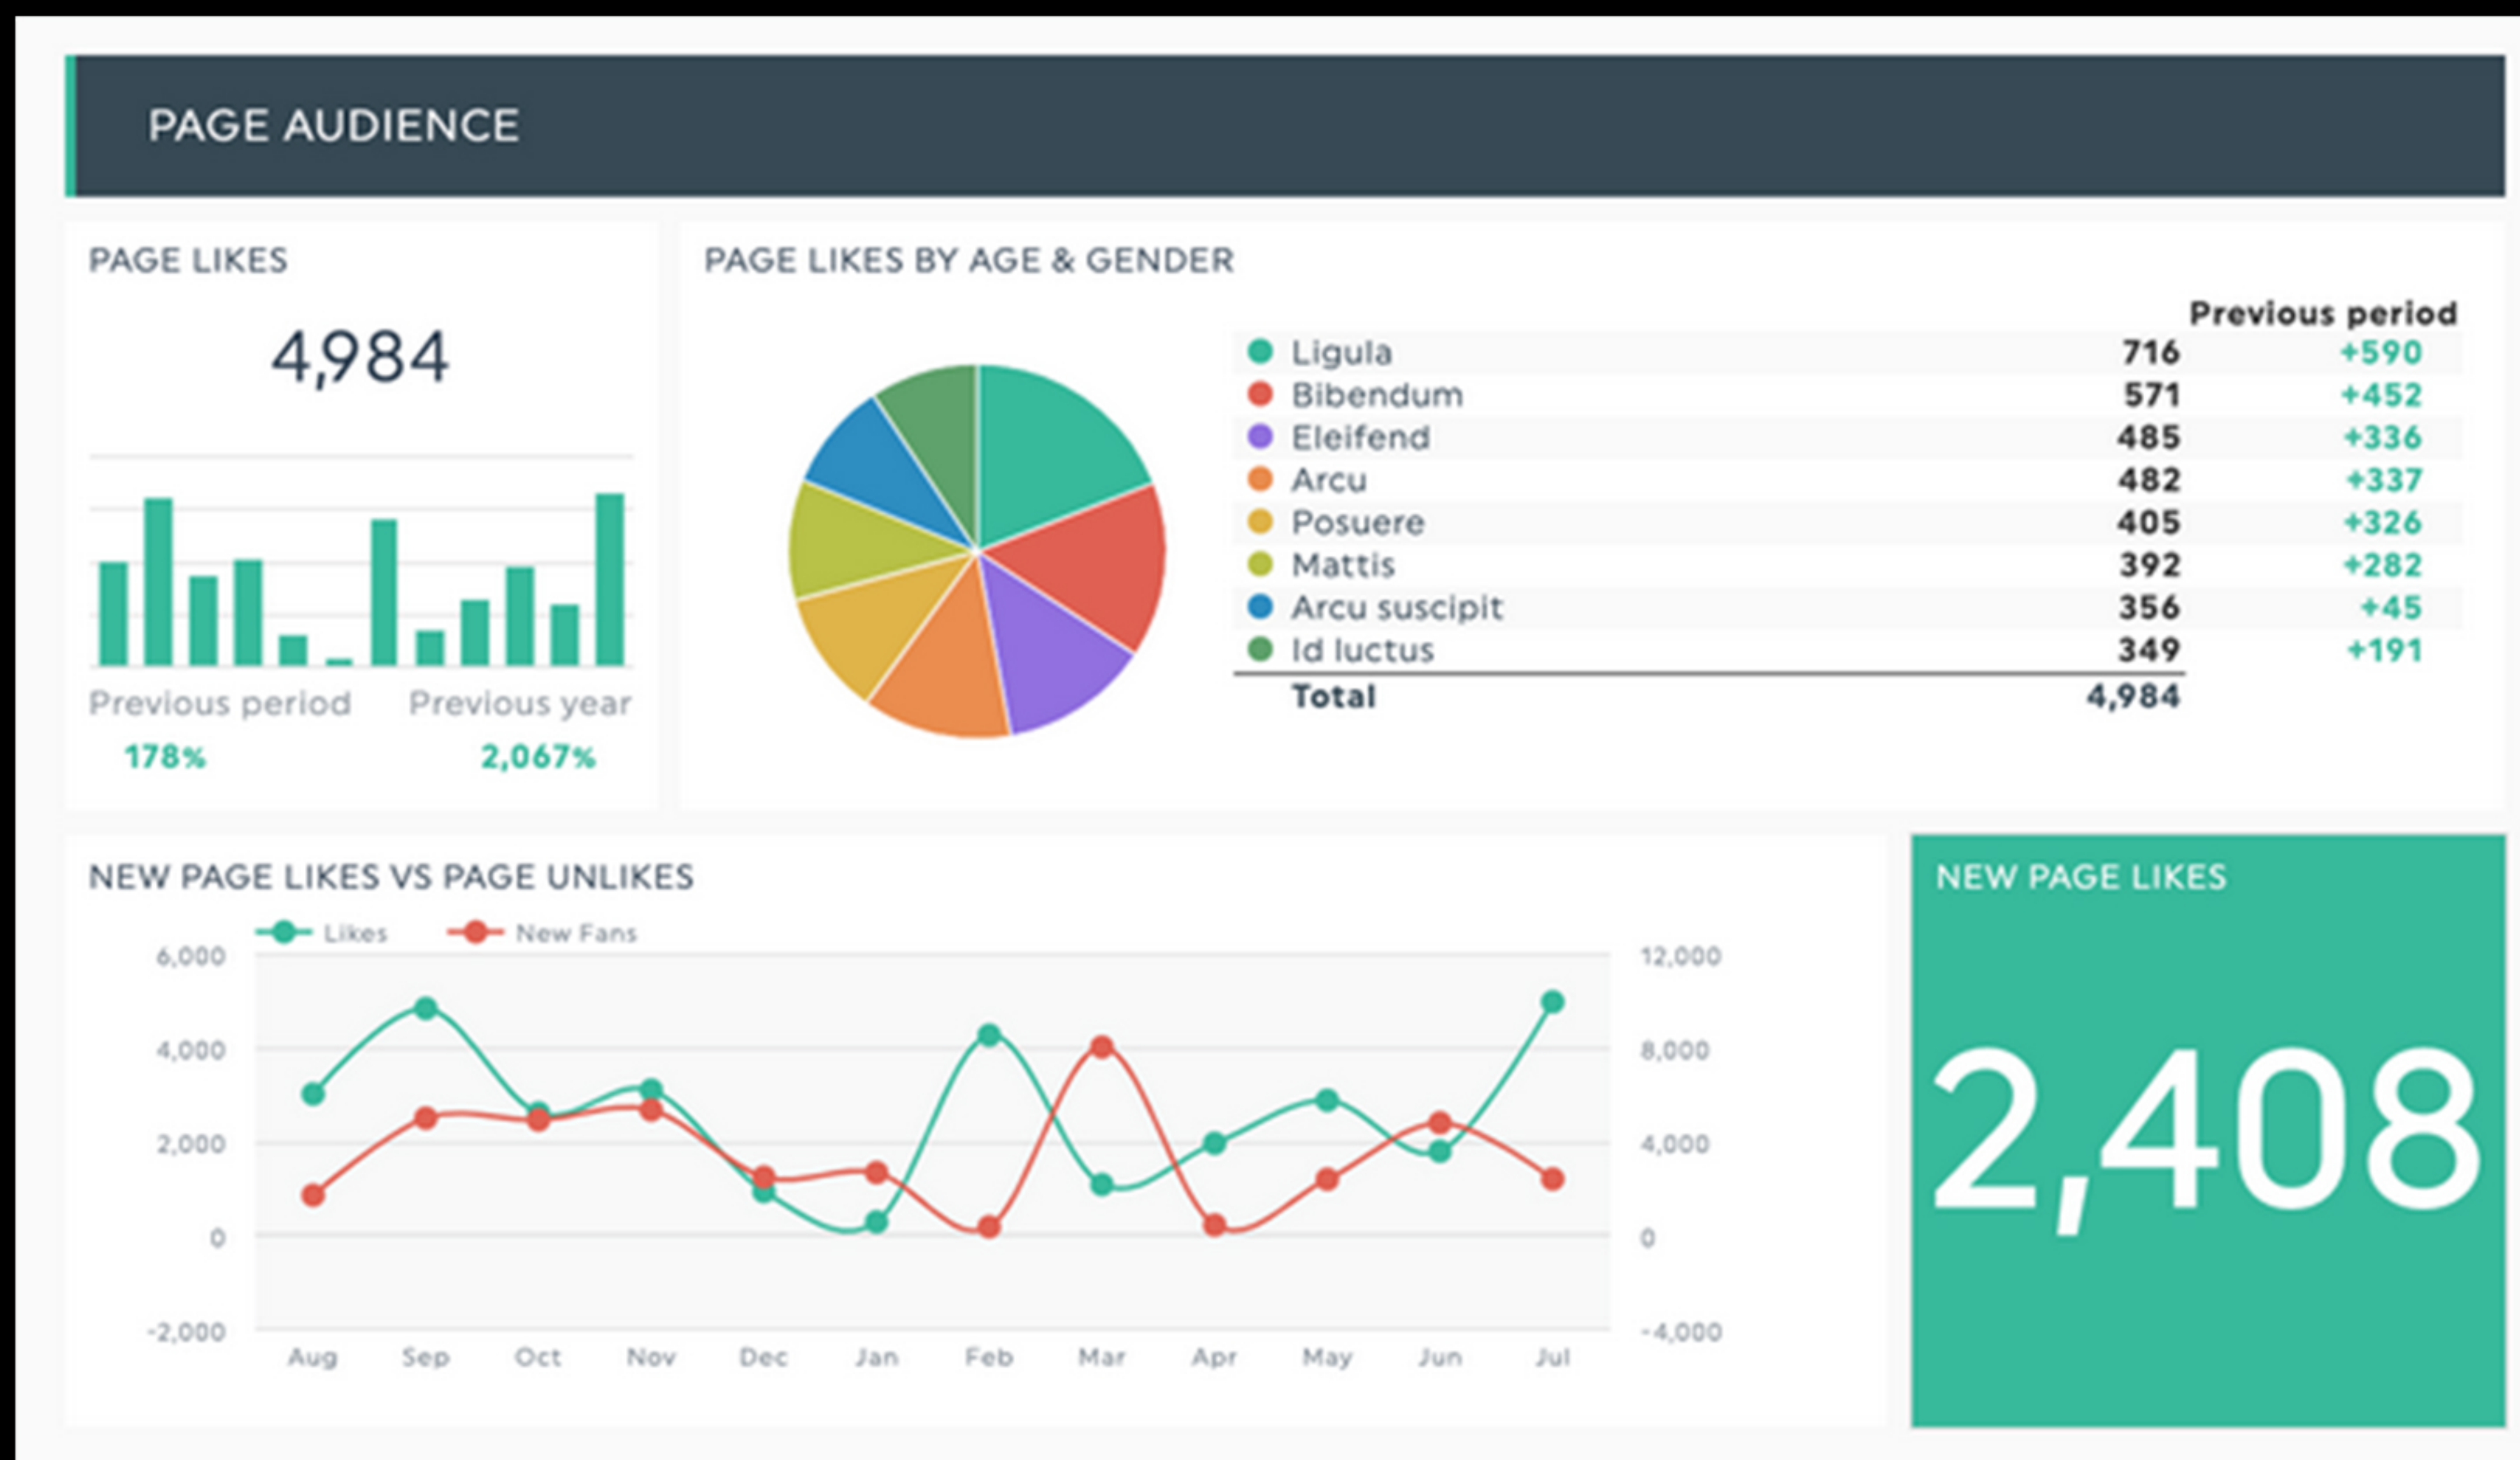 PAGE AUDIENCE
PAGE LIKES
4,984
Previous period Previous year
178% 2,067%
PAGE LIKES BY AGE & GENDER
Previous period
Ligula 716 +590
Bibendum 571 +452
Eleifend 485 +336
Arcu 482 +337
Posuere 405 +326
Mattis 392 +282
Arcu suscipit 356 +45
Id luctus 349 +191
Total 4,984
NEW PAGE LIKES VS PAGE UNLIKES
Likes New Fans
6,000 12,000
4,000 8,000
2,000 4,000
0 0
-2,000 -4,000
Aug Sep Oct Nov Dec Jan Feb Mar Apr May Jun Jul
NEW PAGE LIKES
2,408